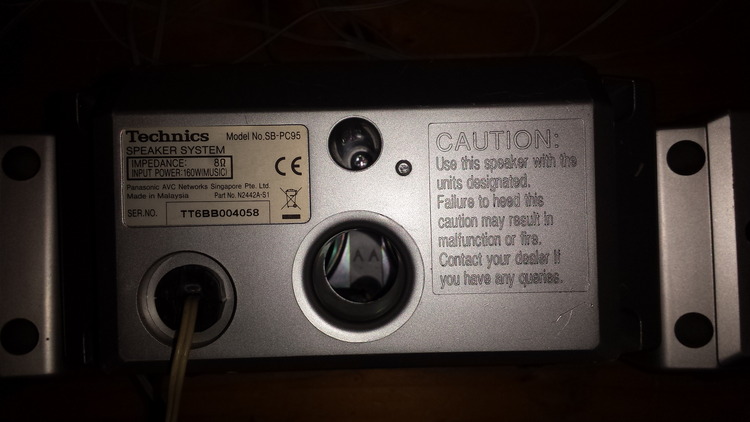 Technics Model No.SB-PC95
SPEAKER SYSTEM
IMPEDANCE: 8Ω
INPUT POWER:160W(MUSIC)
CE
Panasonic AVC Networks Singapore Pte. Ltd.
Made in Malaysia Part No. N2442A-S1
SER.NO. TT6BB004058
CAUTION:
Use this speaker with the
units designated.
Failure to heed this
caution may result in
malfunction or fire.
Contact your dealer if
you have any queries.